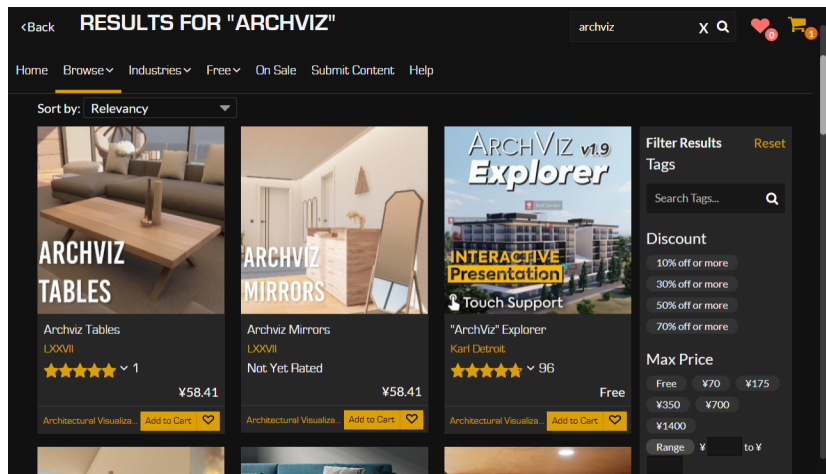 <Back
RESULTS FOR "ARCHVIZ"
archviz
X
0
1
Home Browse Industries Free On Sale Submit Content Help
Sort by: Relevancy
ARCHVIZ
TABLES
Archviz Tables
LXXVII
1
¥58.41
Architectural Visualiza... Add to Cart
ARCHVIZ
MIRRORS
Archviz Mirrors
LXXVII
Not Yet Rated
¥58.41
Architectural Visualiza... Add to Cart
ARCHVIZ v1.9
Explorer
INTERACTIVE
Presentation
Touch Support
"ArchViz" Explorer
Karl Detroit
96
Free
Architectural Visualiza... Add to Cart
Filter Results Reset
Tags
Search Tags...
Discount
10% off or more
30% off or more
50% off or more
70% off or more
Max Price
Free ¥70 ¥175
¥350 ¥700
¥1400
Range ¥ to ¥